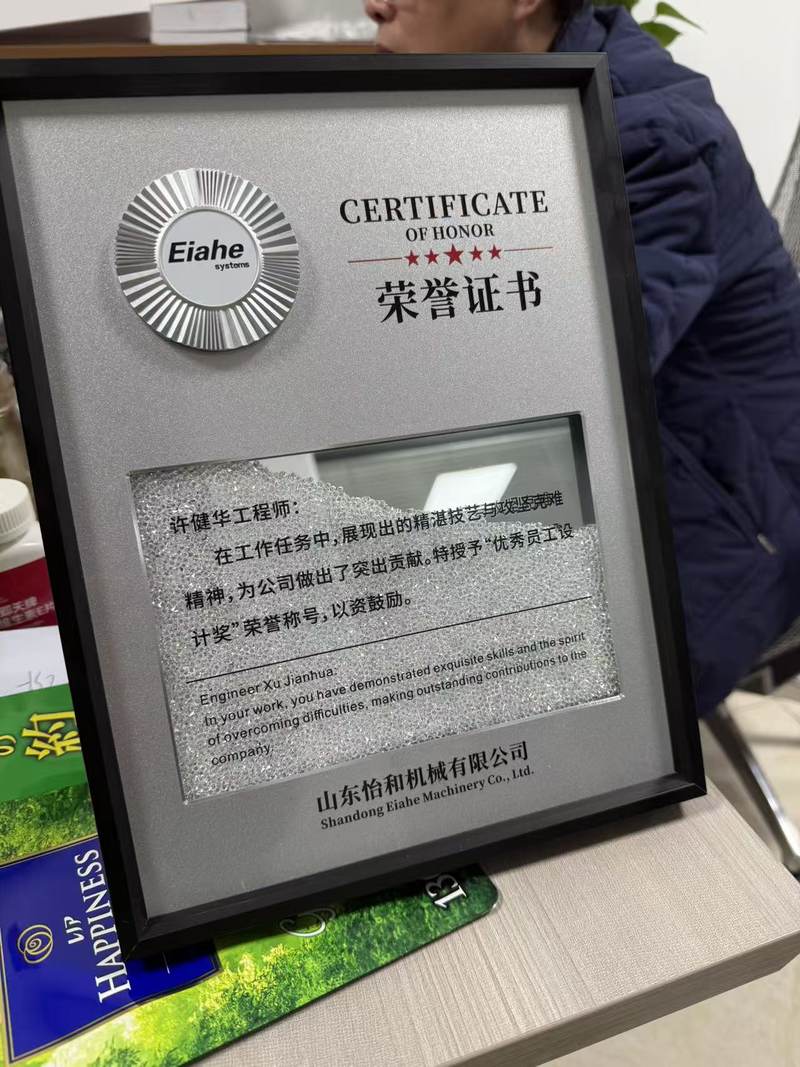 Eiahe
systems
CERTIFICATE
OF HONOR
荣誉证书
许健华工程师：
在工作任务中，展现出的精湛技艺与攻坚克难
精神，为公司做出了突出贡献。特授予“优秀员工设
计奖”荣誉称号，以资鼓励。
Engineer Xu Jianhua:
In your work, you have demonstrated exquisite skills and the spirit
of overcoming difficulties, making outstanding contributions to the
company.
山东怡和机械有限公司
Shandong Eiahe Machinery Co., Ltd.
UP
HAPPINESS
13